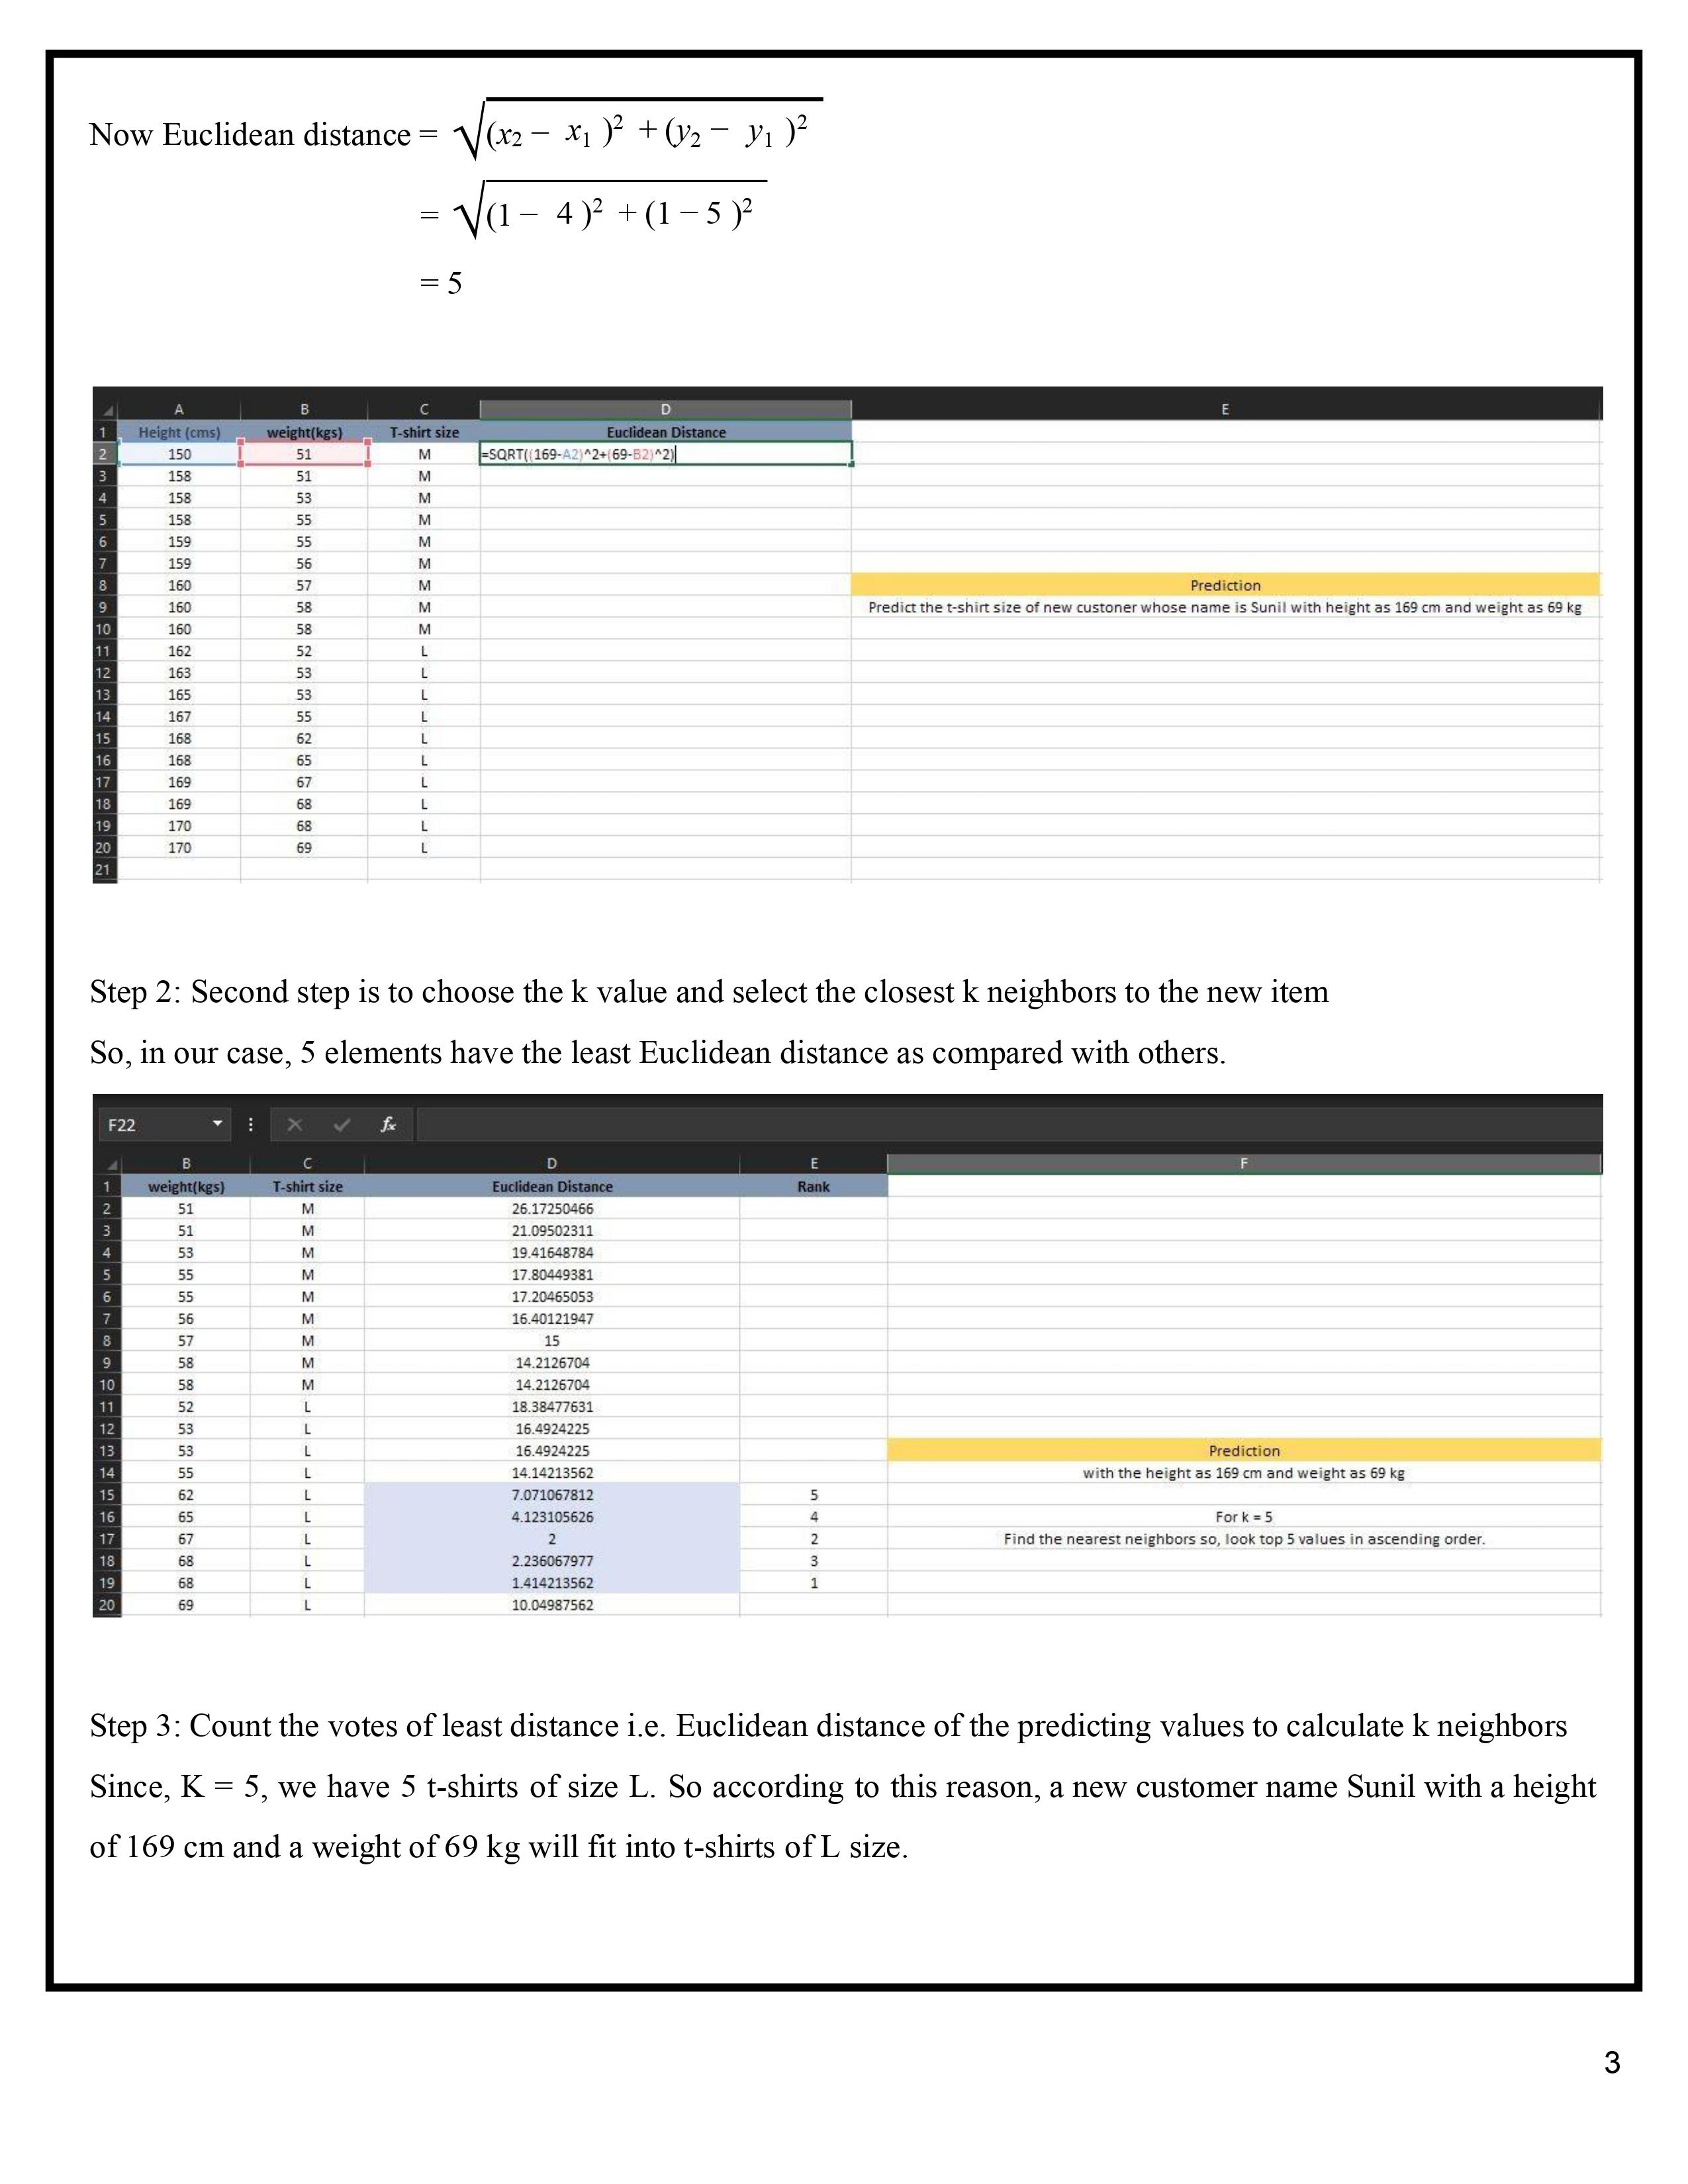 Now Euclidean distance = √(x₂ − x₁ )² + (y₂ − y₁ )²
= √(1 − 4 )² + (1 − 5 )²
= 5
A B C D E
1 Height (cms) weight(kgs) T-shirt size Euclidean Distance
2 150 51 M =SQRT((169-A2)^2+(69-B2)^2)
3 158 51 M
4 158 53 M
5 158 55 M
6 159 55 M
7 159 56 M
8 160 57 M Prediction
9 160 58 M Predict the t-shirt size of new custoner whose name is Sunil with height as 169 cm and weight as 69 kg
10 160 58 M
11 162 52 L
12 163 53 L
13 165 53 L
14 167 55 L
15 168 62 L
16 168 65 L
17 169 67 L
18 169 68 L
19 170 68 L
20 170 69 L
21
Step 2: Second step is to choose the k value and select the closest k neighbors to the new item
So, in our case, 5 elements have the least Euclidean distance as compared with others.
F22 fx
B C D E F
1 weight(kgs) T-shirt size Euclidean Distance Rank
2 51 M 26.17250466
3 51 M 21.09502311
4 53 M 19.41648784
5 55 M 17.80449381
6 55 M 17.20465053
7 56 M 16.40121947
8 57 M 15
9 58 M 14.2126704
10 58 M 14.2126704
11 52 L 18.38477631
12 53 L 16.4924225
13 53 L 16.4924225 Prediction
14 55 L 14.14213562 with the height as 169 cm and weight as 69 kg
15 62 L 7.071067812 5
16 65 L 4.123105626 4 For k = 5
17 67 L 2 2 Find the nearest neighbors so, look top 5 values in ascending order.
18 68 L 2.236067977 3
19 68 L 1.414213562 1
20 69 L 10.04987562
Step 3: Count the votes of least distance i.e. Euclidean distance of the predicting values to calculate k neighbors
Since, K = 5, we have 5 t-shirts of size L. So according to this reason, a new customer name Sunil with a height
of 169 cm and a weight of 69 kg will fit into t-shirts of L size.
3